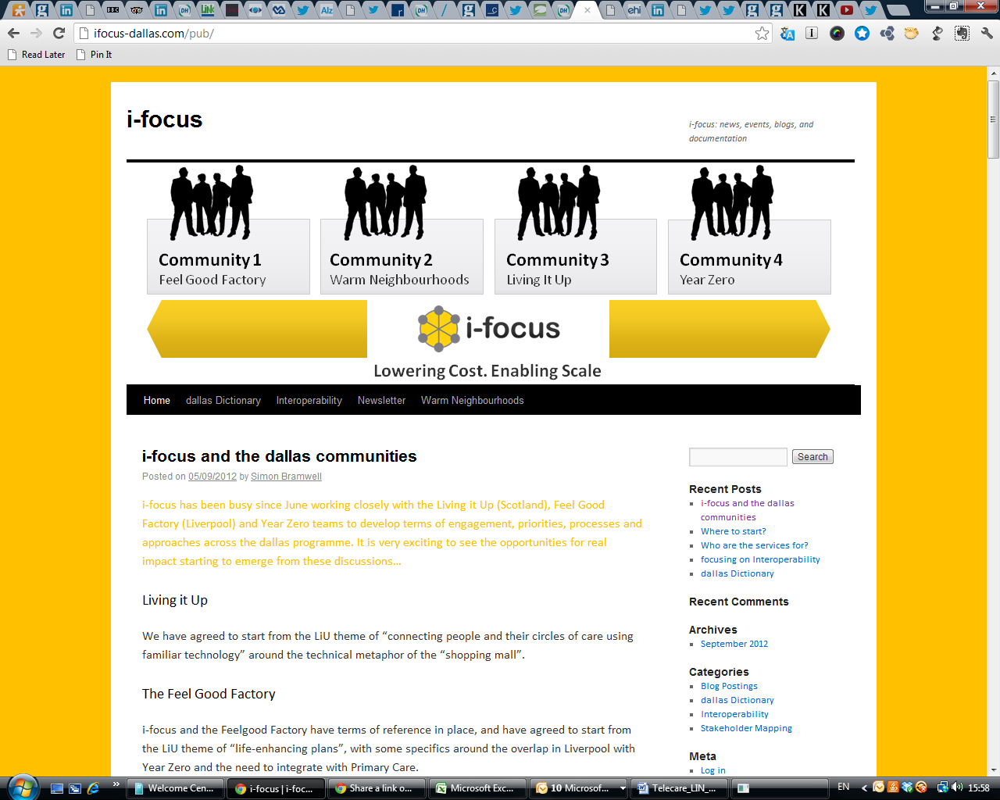 BBC
Link
Alz
DH
DH
DH
ehi
ifocus-dallas.com/pub/
Read Later Pin It
i-focus
i-focus: news, events, blogs, and
documentation
Community 1
Feel Good Factory
Community 2
Warm Neighbourhoods
Community 3
Living It Up
Community 4
Year Zero
i-focus
Lowering Cost. Enabling Scale
Home dallas Dictionary Interoperability Newsletter Warm Neighbourhoods
i-focus and the dallas communities
Posted on 05/09/2012 by Simon Bramwell
i-focus has been busy since June working closely with the Living it Up (Scotland), Feel Good
Factory (Liverpool) and Year Zero teams to develop terms of engagement, priorities, processes and
approaches across the dallas programme. It is very exciting to see the opportunities for real
impact starting to emerge from these discussions…
Living it Up
We have agreed to start from the LiU theme of “connecting people and their circles of care using
familiar technology” around the technical metaphor of the “shopping mall”.
The Feel Good Factory
i-focus and the Feelgood Factory have terms of reference in place, and have agreed to start from
the LiU theme of “life-enhancing plans”, with some specifics around the overlap in Liverpool with
Year Zero and the need to integrate with Primary Care.
Search
Recent Posts
i-focus and the dallas
communities
Where to start?
Who are the services for?
focusing on Interoperability
dallas Dictionary
Recent Comments
Archives
September 2012
Categories
Blog Postings
dallas Dictionary
Interoperability
Stakeholder Mapping
Meta
Log in
Welcome Cen... i-focus | i-foc... Share a link o... Microsoft Exc... 10 Microsof... Telecare_LIN_... EN 15:58